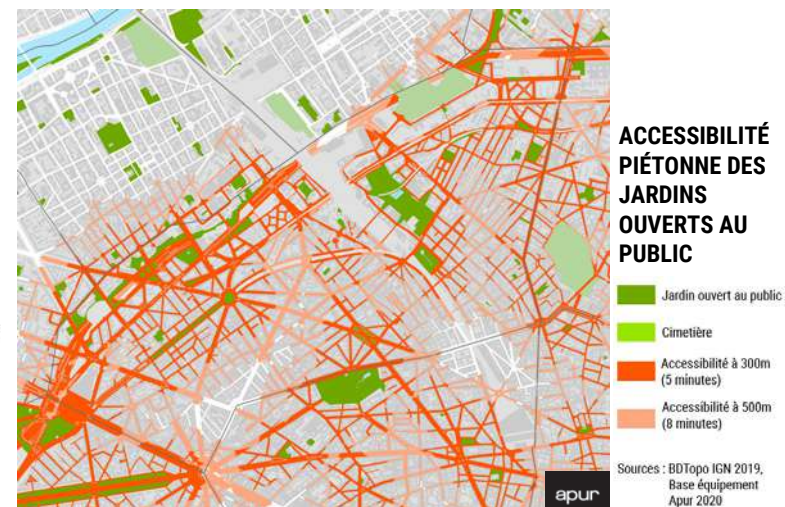 ACCESSIBILITÉ
PIÉTONNE DES
JARDINS
OUVERTS AU
PUBLIC
Jardin ouvert au public
Cimetière
Accessibilité à 300m
(5 minutes)
Accessibilité à 500m
(8 minutes)
Sources : BDTopo IGN 2019,
Base équipement
Apur 2020
apur